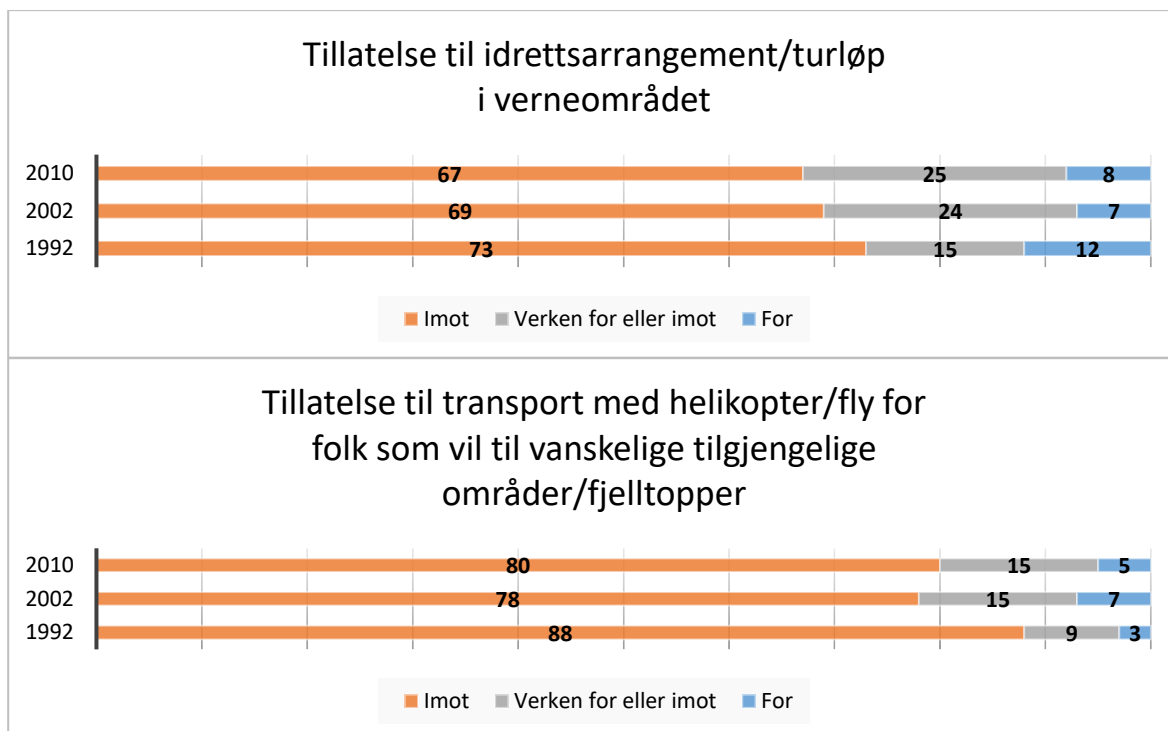 Tillatelse til idrettsarrangement/turløp
i verneområdet
2010 67 25 8
2002 69 24 7
1992 73 15 12
Imot Verken for eller imot For
Tillatelse til transport med helikopter/fly for
folk som vil til vanskelige tilgjengelige
områder/fjelltopper
2010 80 15 5
2002 78 15 7
1992 88 9 3
Imot Verken for eller imot For